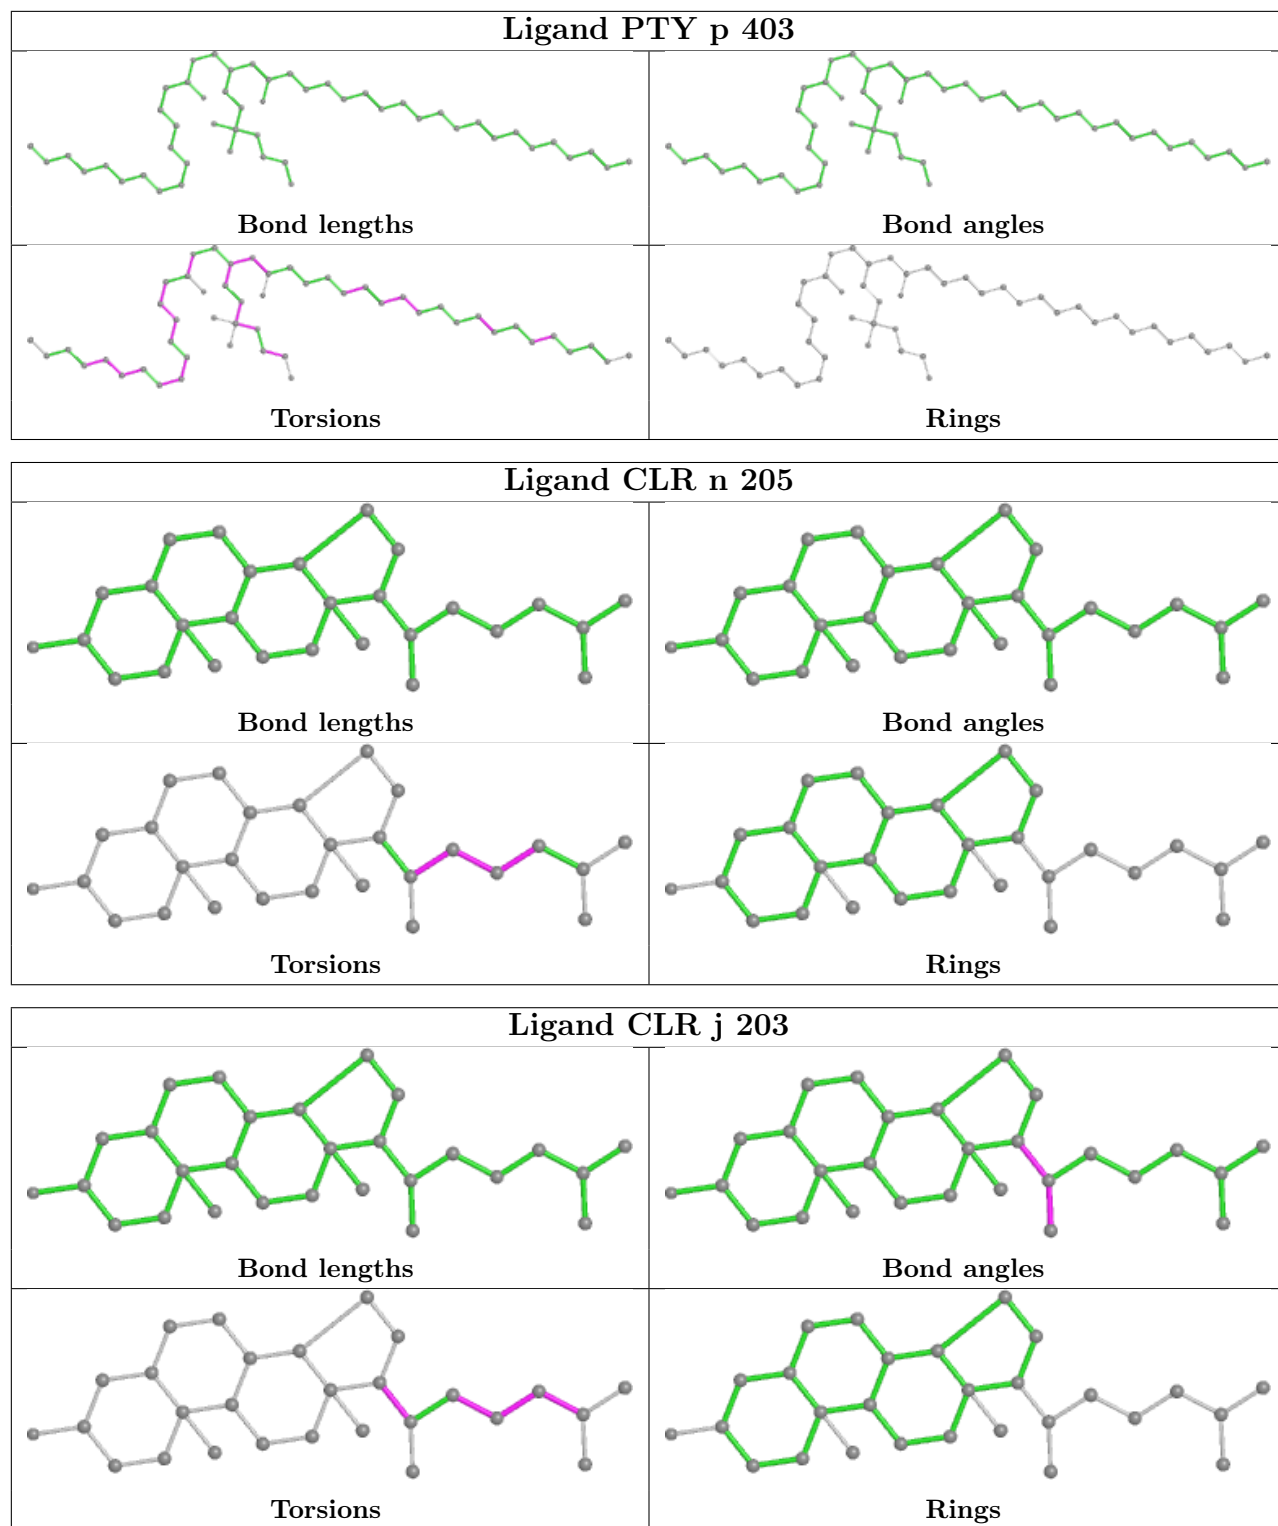 Ligand PTY p 403
Bond lengths
Bond angles
Torsions
Rings
Ligand CLR n 205
Bond lengths
Bond angles
Torsions
Rings
Ligand CLR j 203
Bond lengths
Bond angles
Torsions
Rings